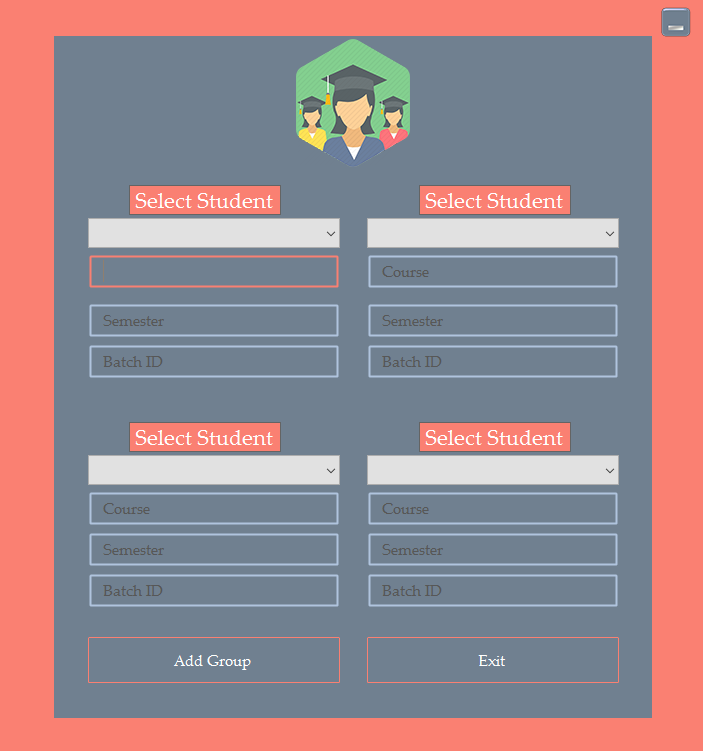 Select Student
Select Student
Course
Semester
Semester
Batch ID
Batch ID
Select Student
Select Student
Course
Course
Semester
Semester
Batch ID
Batch ID
Add Group
Exit